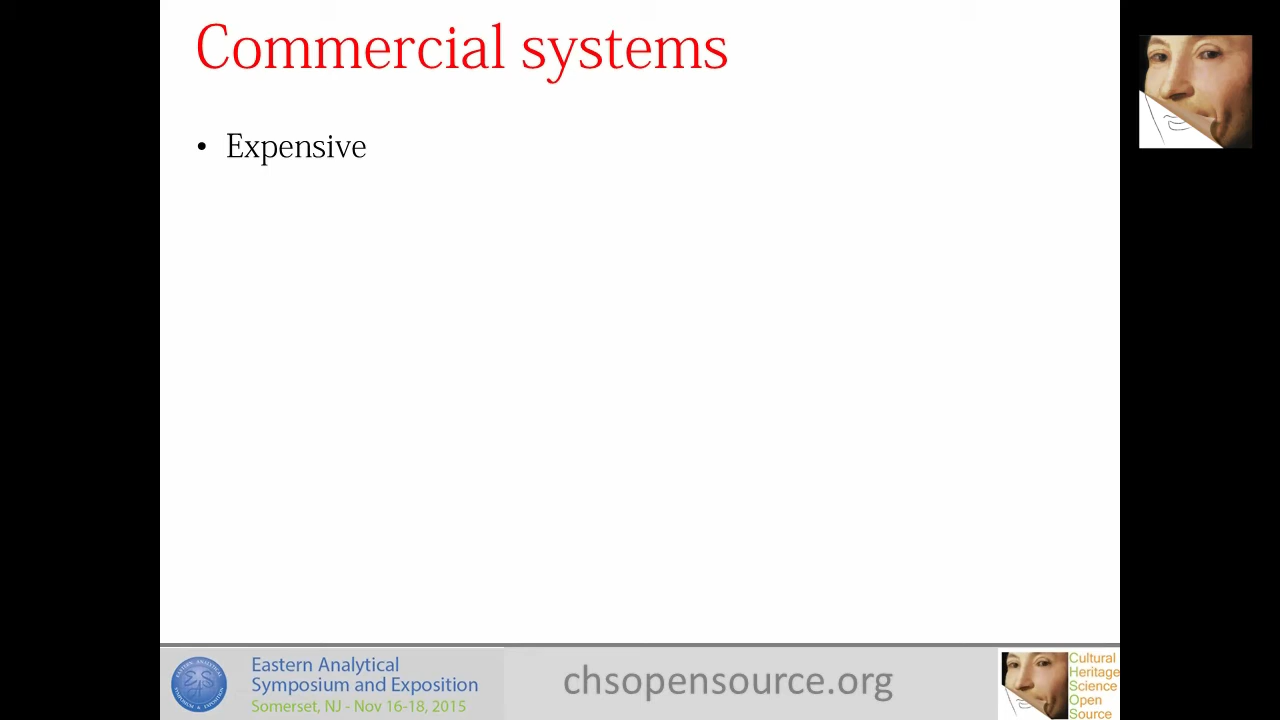 Commercial systems
• Expensive
Eastern Analytical
Symposium and Exposition
Somerset, NJ - Nov 16-18, 2015
chsopensource.org
Cultural
Heritage
Science
Open
Source